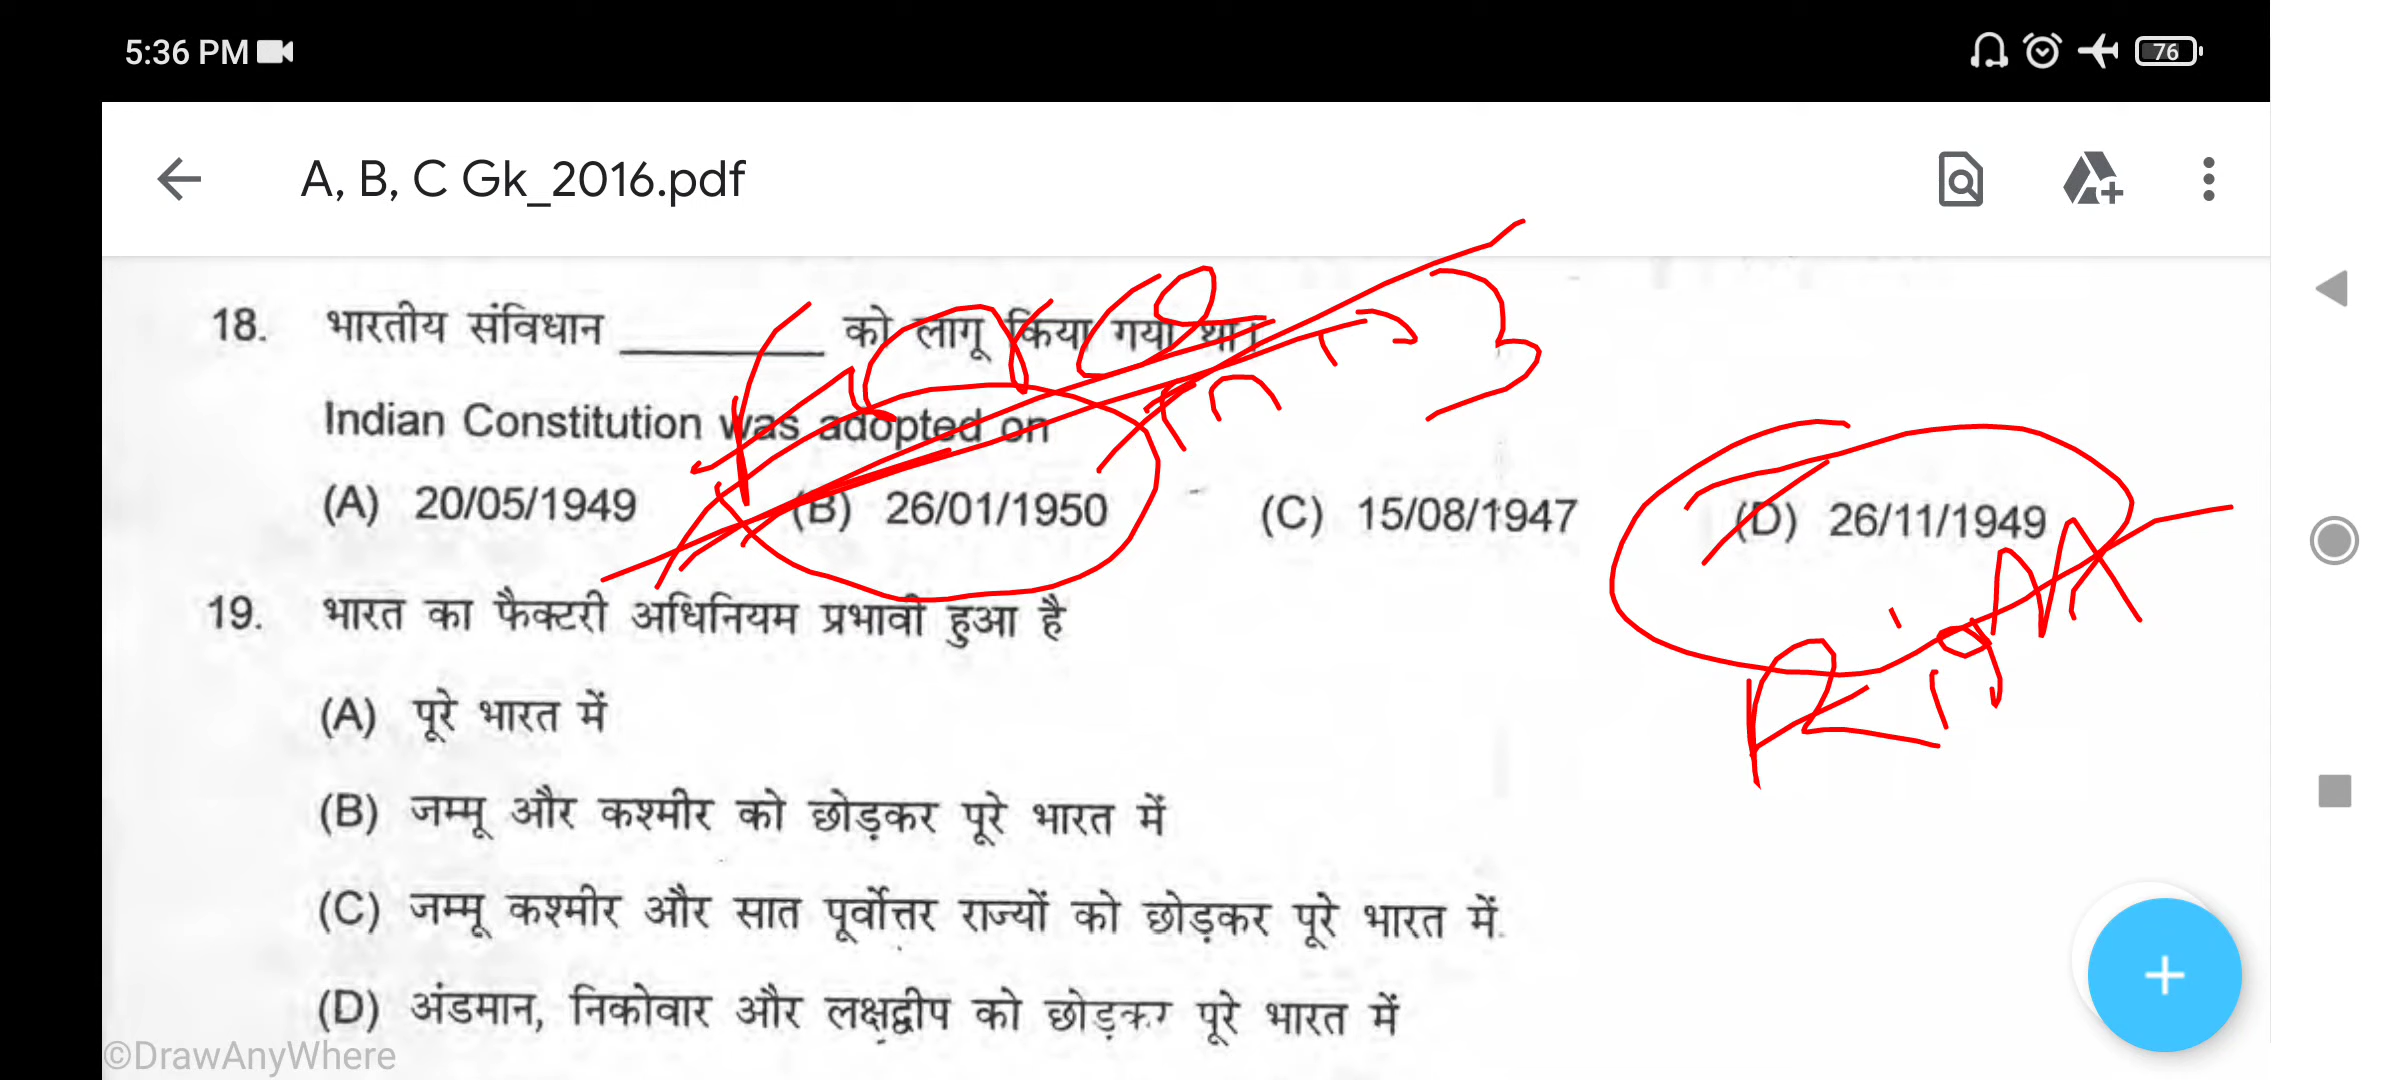 5:36 PM
76
A, B, C Gk_2016.pdf
18. भारतीय संविधान ________ को लागू किया गया था।
Indian Constitution was adopted on
(A) 20/05/1949 (B) 26/01/1950 (C) 15/08/1947 (D) 26/11/1949
19. भारत का फैक्टरी अधिनियम प्रभावी हुआ है
(A) पूरे भारत में
(B) जम्मू और कश्मीर को छोड़कर पूरे भारत में
(C) जम्मू कश्मीर और सात पूर्वोत्तर राज्यों को छोड़कर पूरे भारत में.
(D) अंडमान, निकोवार और लक्षद्वीप को छोड़कर पूरे भारत में
©DrawAnyWhere